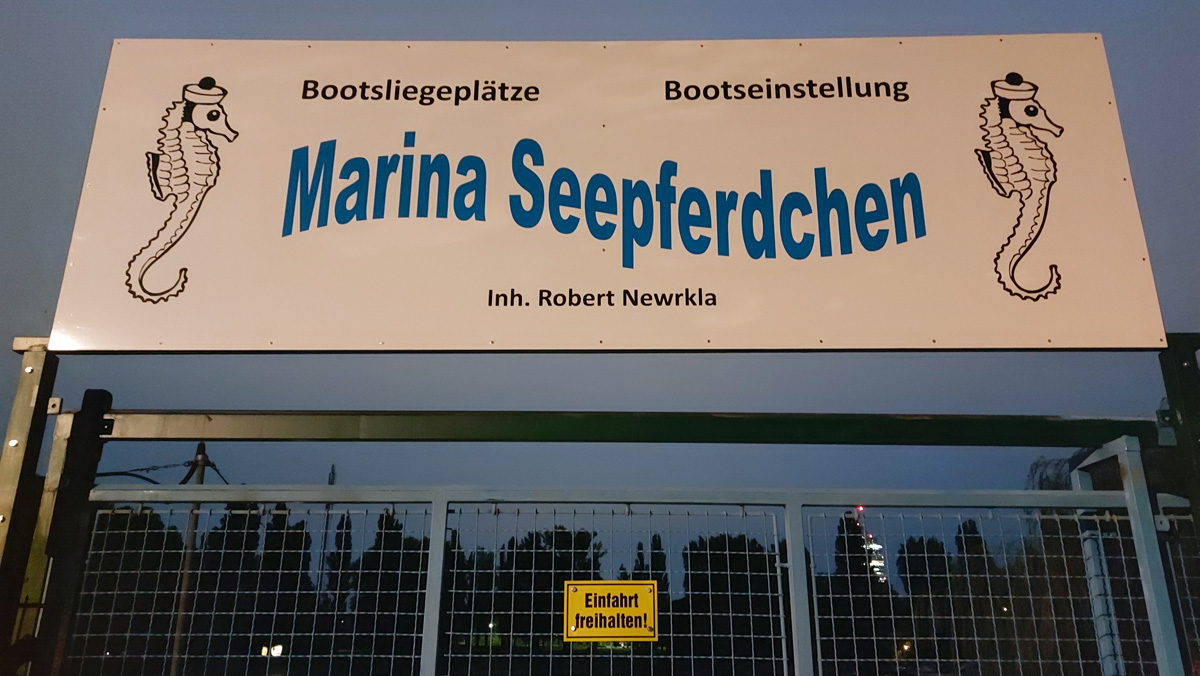 Bootsliegeplätze Bootseinstellung
Marina Seepferdchen
Inh. Robert Newrkla
Einfahrt
freihalten!